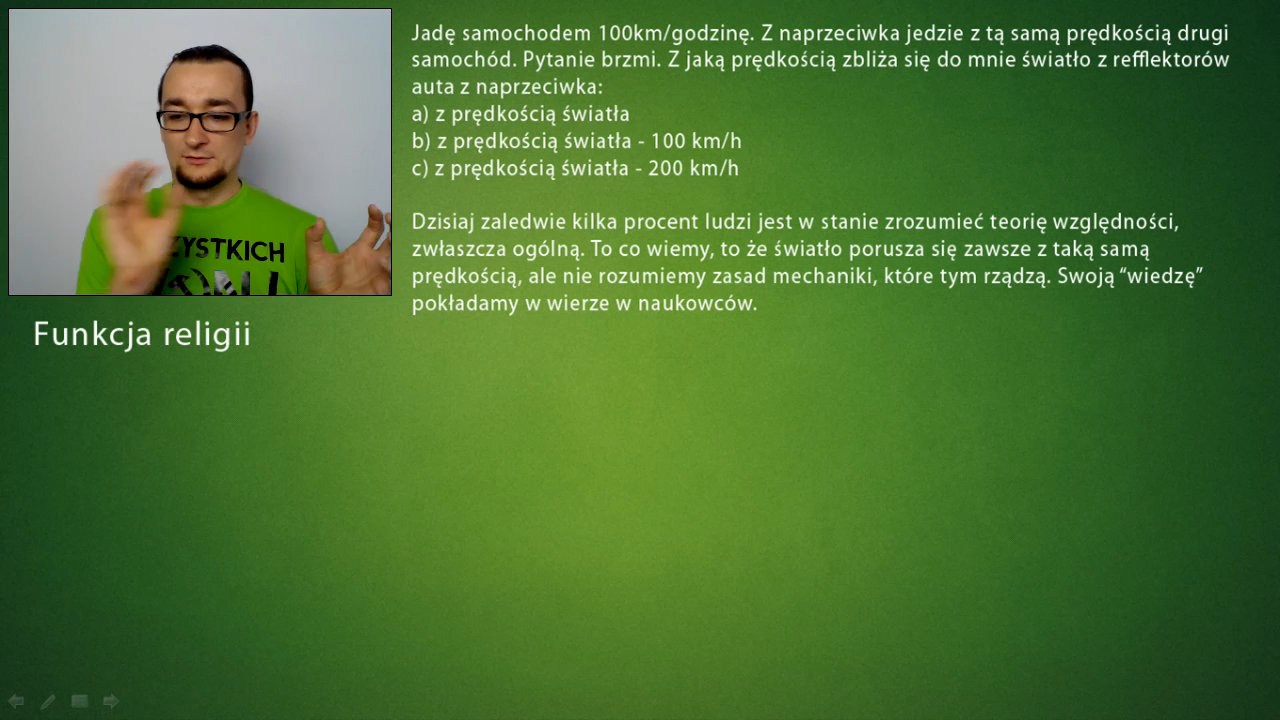 Jadę samochodem 100km/godzinę. Z naprzeciwka jedzie z tą samą prędkością drugi
samochód. Pytanie brzmi. Z jaką prędkością zbliża się do mnie światło z refflektorów
auta z naprzeciwka:
a) z prędkością światła
b) z prędkością światła - 100 km/h
c) z prędkością światła - 200 km/h
Dzisiaj zaledwie kilka procent ludzi jest w stanie zrozumieć teorię względności,
zwłaszcza ogólną. To co wiemy, to że światło porusza się zawsze z taką samą
prędkością, ale nie rozumiemy zasad mechaniki, które tym rządzą. Swoją “wiedzę”
pokładamy w wierze w naukowców.
ZYSTKICH
Funkcja religii